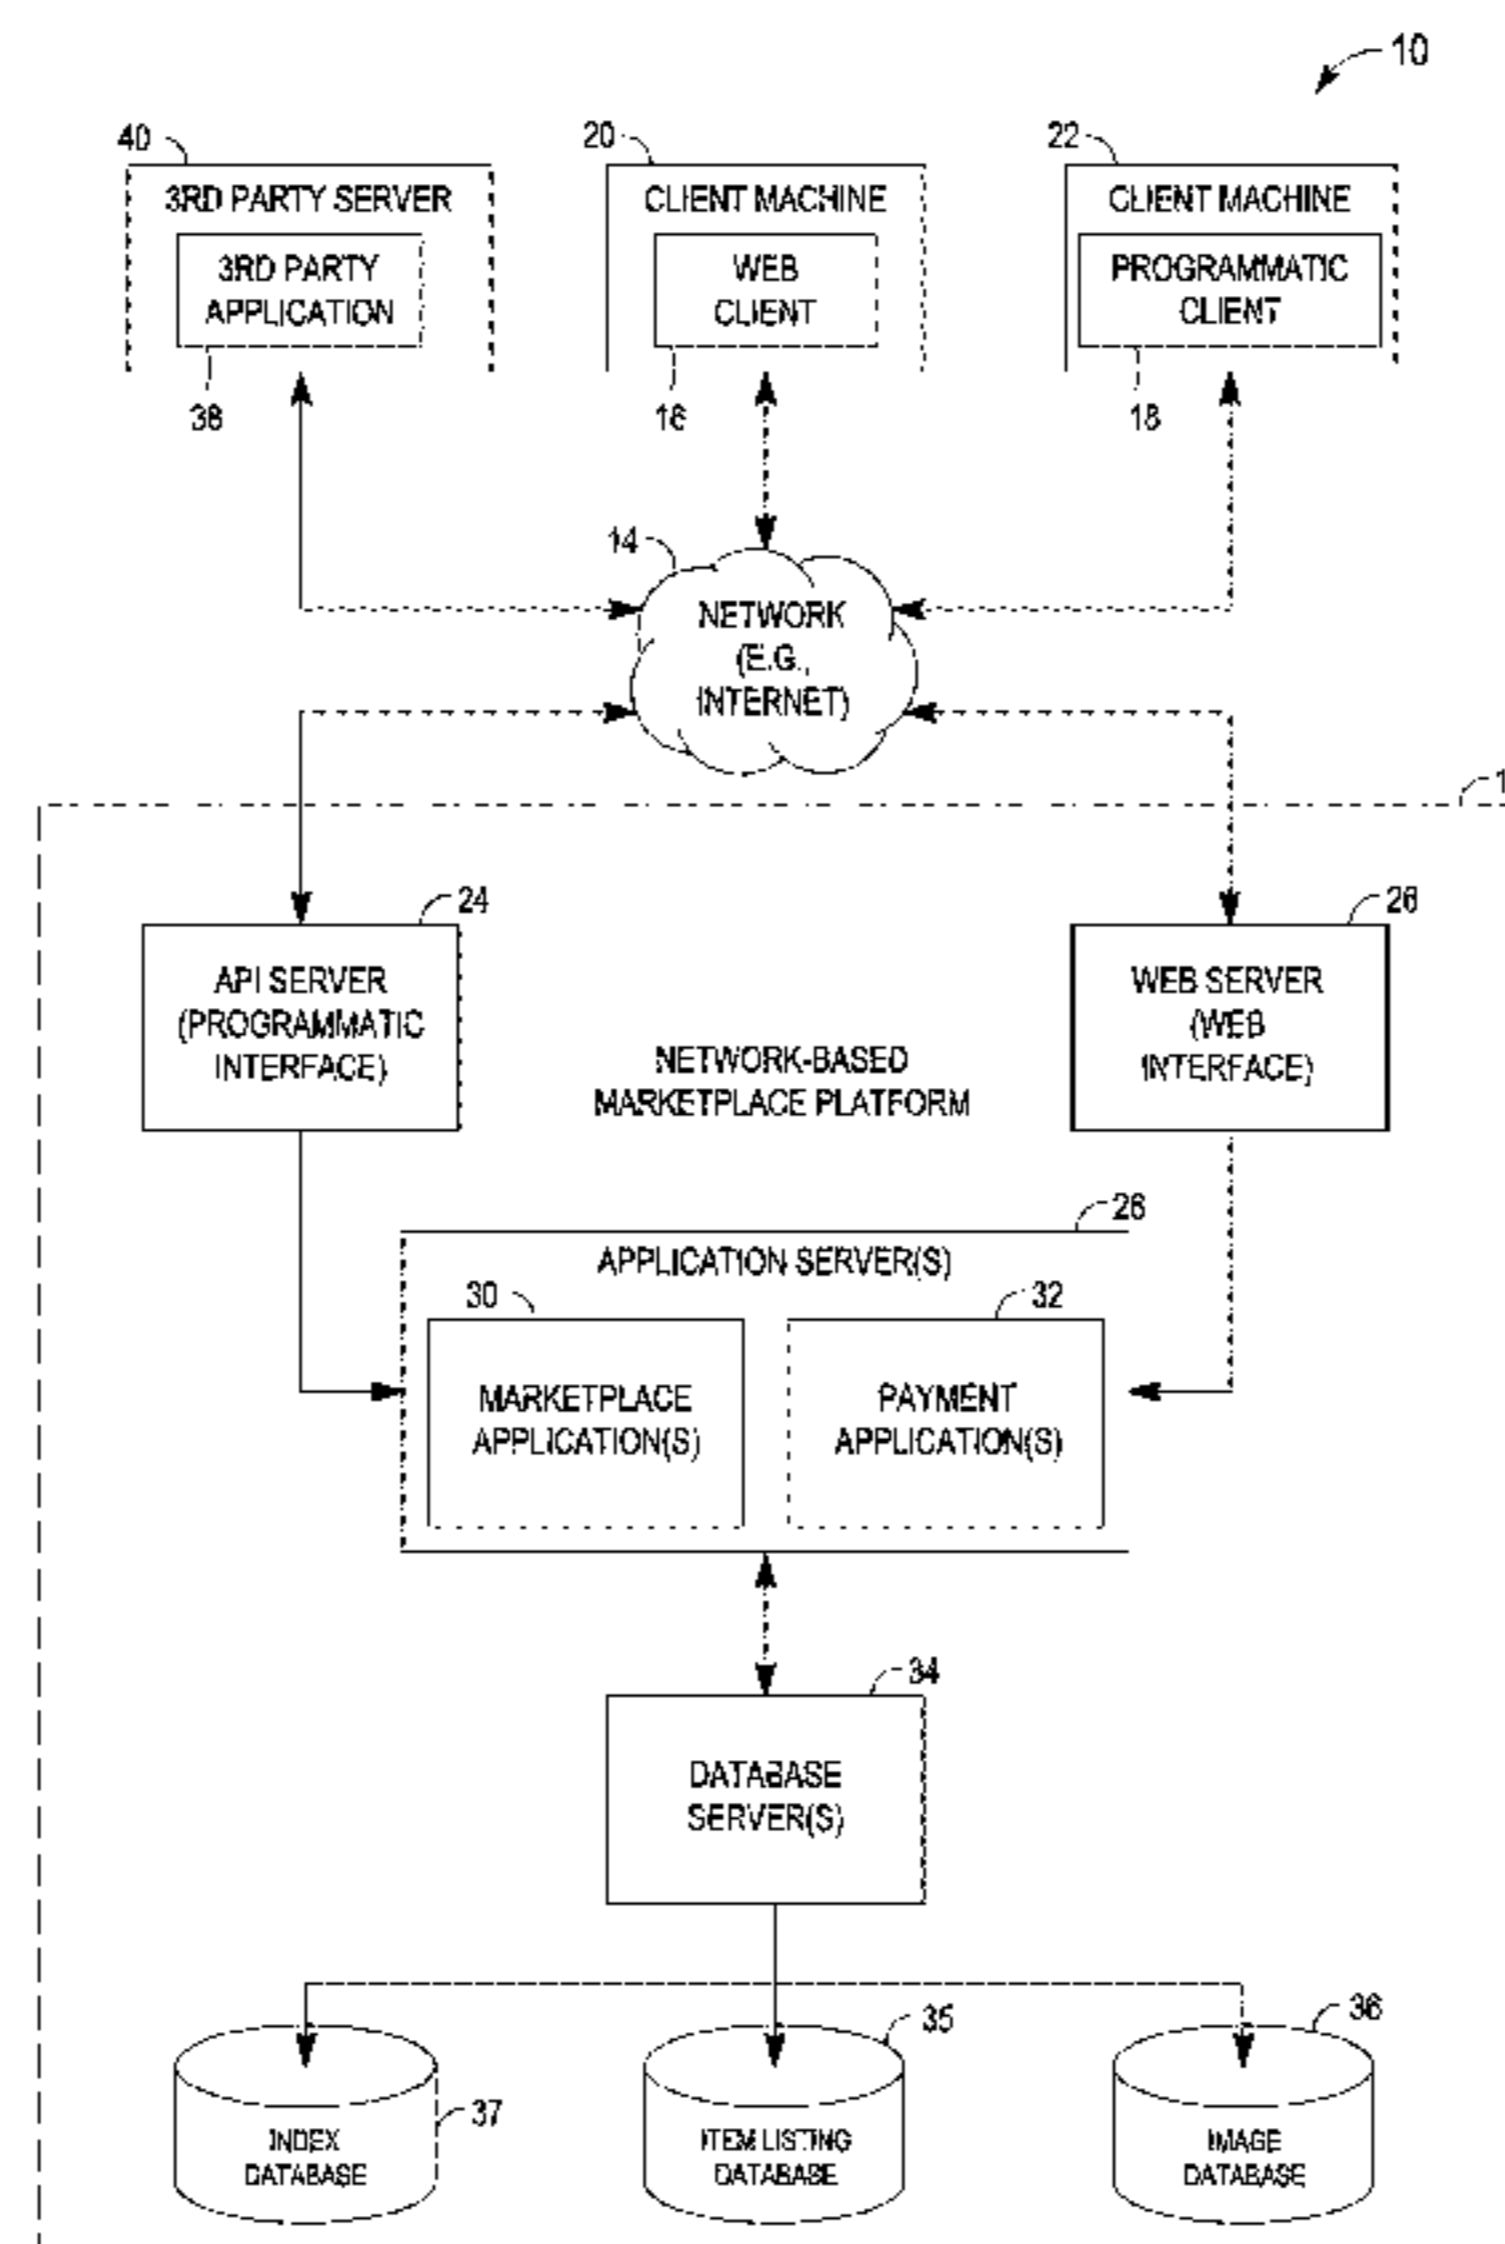 10
40
20
22
3RD PARTY SERVER
CLIENT MACHINE
CLIENT MACHINE
3RD PARTY
APPLICATION
WEB
CLIENT
PROGRAMMATIC
CLIENT
38
16
18
14
NETWORK
(E.G.,
INTERNET)
1
24
26
API SERVER
(PROGRAMMATIC
INTERFACE)
WEB SERVER
(WEB
INTERFACE)
NETWORK-BASED
MARKETPLACE PLATFORM
26
APPLICATION SERVER(S)
30
32
MARKETPLACE
APPLICATION(S)
PAYMENT
APPLICATION(S)
34
DATABASE
SERVER(S)
35
36
37
INDEX
DATABASE
ITEM LISTING
DATABASE
IMAGE
DATABASE